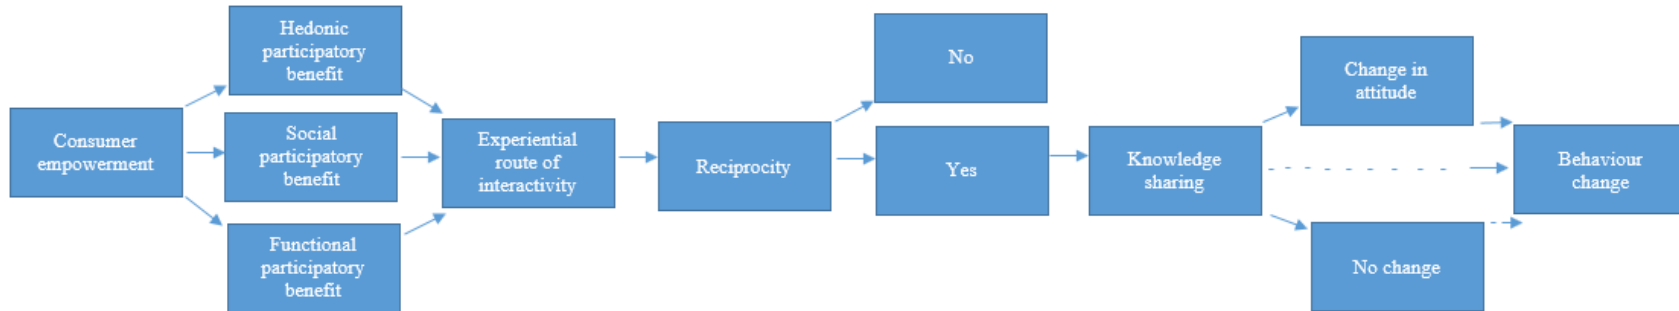 Consumer
empowerment
Hedonic
participatory
benefit
Social
participatory
benefit
Functional
participatory
benefit
Experiential
route of
interactivity
Reciprocity
No
Yes
Knowledge
sharing
Change in
attitude
No change
Behaviour
change